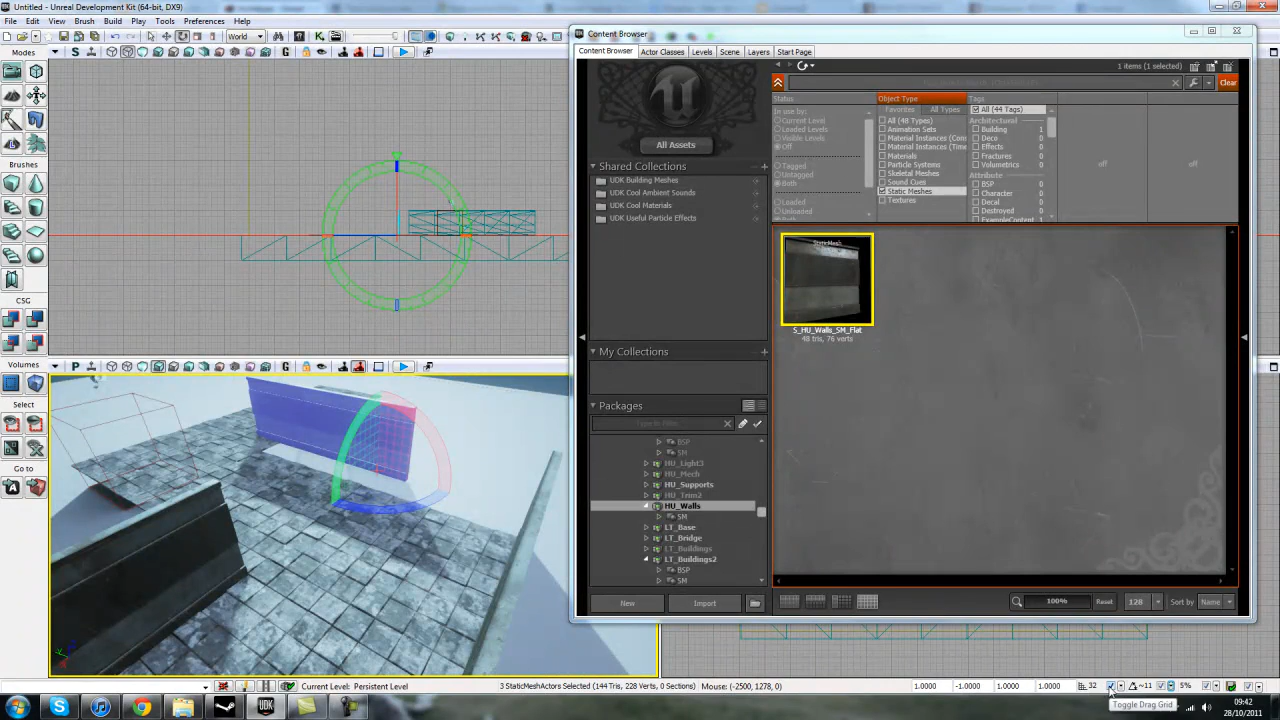 Untitled - Unreal Development Kit (64-bit, DX9)
File Edit View Brush Build Play Tools Preferences Help
World
Modes
Brushes
CSG
Volumes
Select
Go to
Content Browser
Content Browser Actor Classes Levels Scene Layers Start Page
1 items (1 selected)
Clear
All Assets
Shared Collections
UDK Building Meshes
UDK Cool Ambient Sounds
UDK Cool Materials
UDK Useful Particle Effects
My Collections
Packages
BSP
SM
HU_Light3
HU_Mech
HU_Supports
HU_Trim2
HU_Walls
SM
LT_Base
LT_Bridge
LT_Buildings
LT_Buildings2
BSP
SM
New Import
Status
In use by:
Current Level
Loaded Levels
Visible Levels
Off
Tagged
Untagged
Both
Loaded
Unloaded
Object Type
Favorites All Types
All (48 Types)
Animation Sets
Material Instances (Con
Material Instances (Time
Materials
Particle Systems
Skeletal Meshes
Sound Cues
Static Meshes
Textures
Tags
All (44 Tags)
Architectural
Building 1
Deco
Effects
Fractures
Volumetrics
Attribute
BSP
Character
Decal
Destroyed
ExampleContent 1
off
off
StaticMesh
S_HU_Walls_SM_Flat
48 tris, 76 verts
100% Reset 128 Sort by Name
Current Level: Persistent Level 3 StaticMeshActors Selected (144 Tris, 228 Verts, 0 Sections) Mouse: (-2500, 1278, 0) 1.0000 -1.0000 1.0000 1.0000 32 ~11 5%
Toggle Drag Grid
09:42
28/10/2011